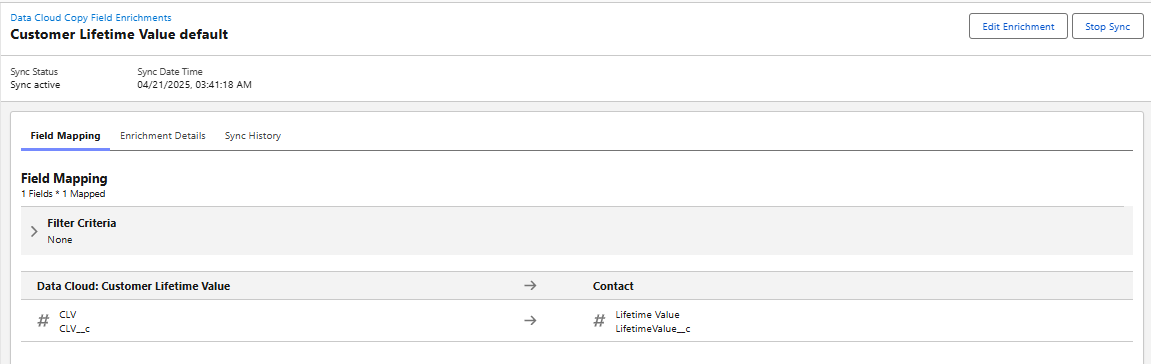 Data Cloud Copy Field Enrichments
Customer Lifetime Value default
Edit Enrichment
Stop Sync
Sync Status
Sync Date Time
Sync active
04/21/2025, 03:41:18 AM
Field Mapping
Enrichment Details
Sync History
Field Mapping
1 Fields * 1 Mapped
Filter Criteria
None
Data Cloud: Customer Lifetime Value → Contact
# CLV → # Lifetime Value
CLV__c LifetimeValue__c